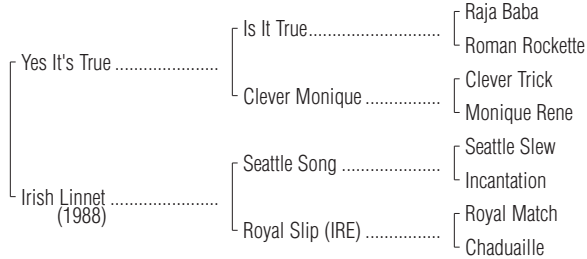 Raja Baba
Is It True
Roman Rockette
Yes It's True
Clever Trick
Clever Monique
Monique Rene
Seattle Slew
Seattle Song
Incantation
Irish Linnet
(1988)
Royal Match
Royal Slip (IRE)
Chaduaille